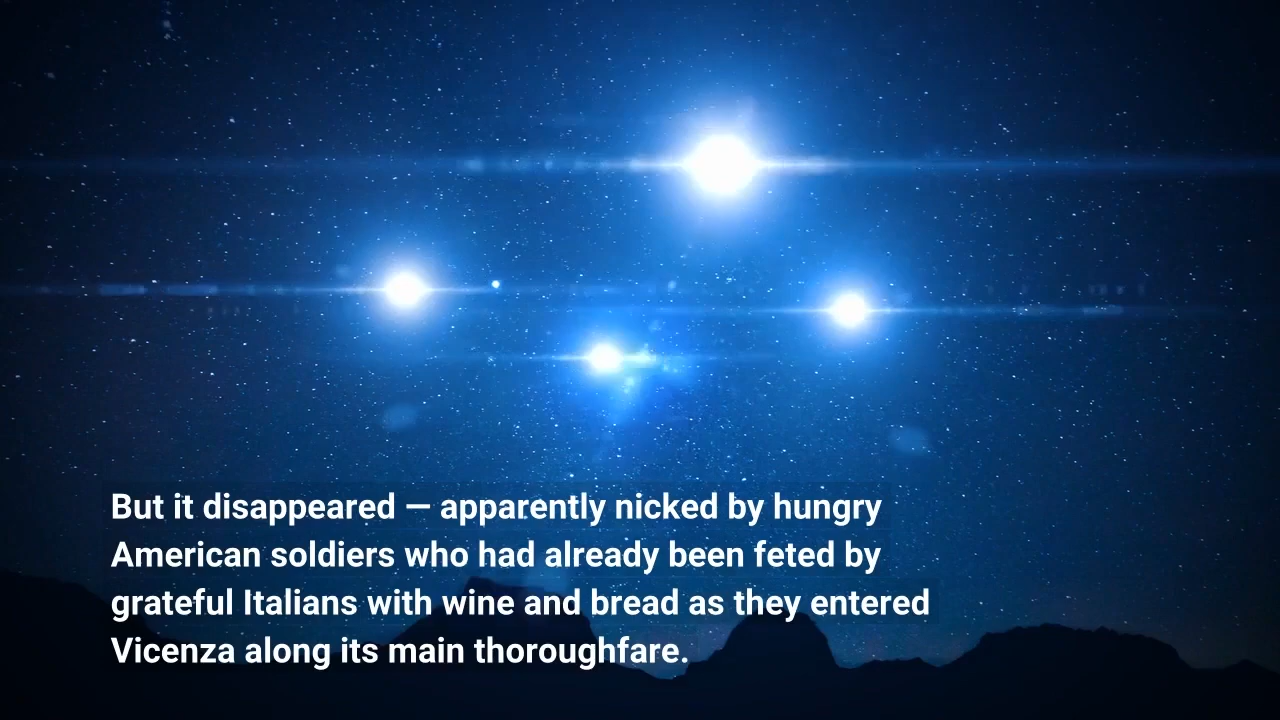 But it disappeared — apparently nicked by hungry
American soldiers who had already been feted by
grateful Italians with wine and bread as they entered
Vicenza along its main thoroughfare.